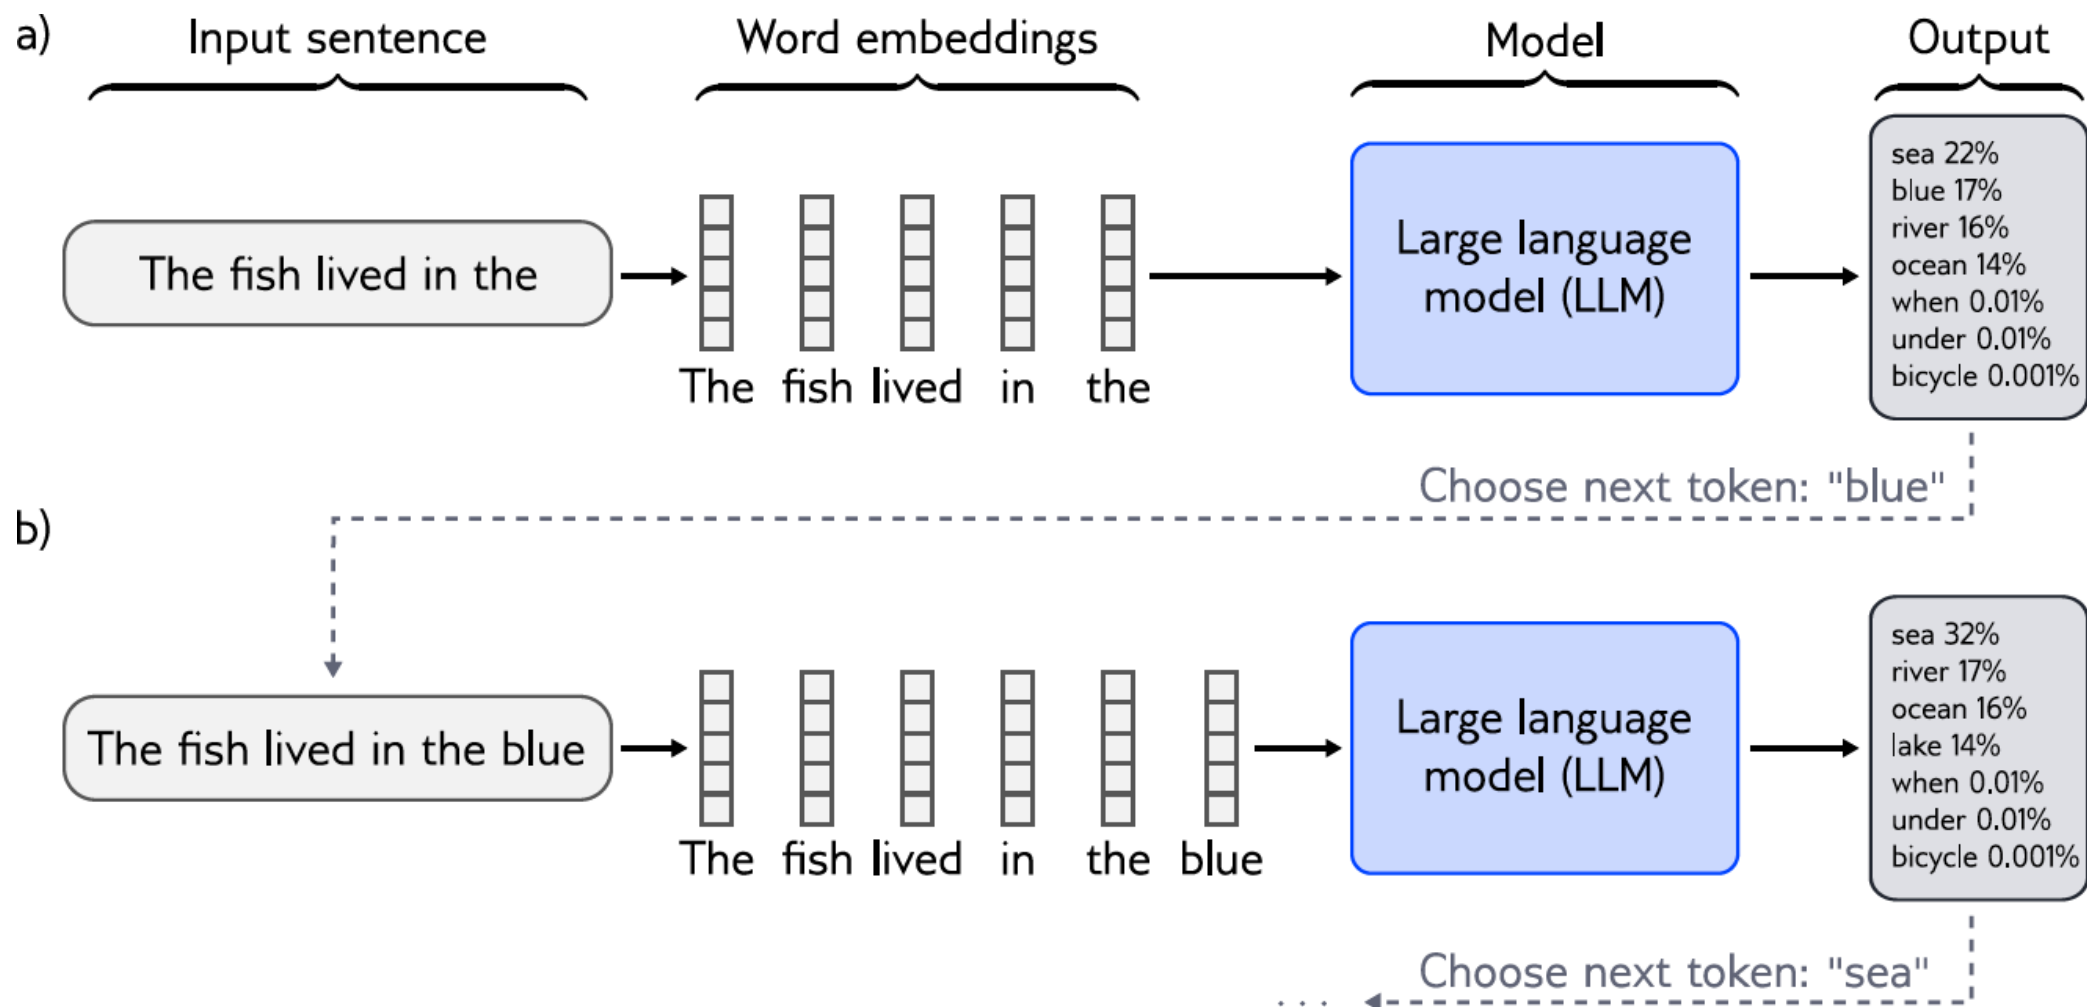 a)
Input sentence
Word embeddings
Model
Output
The fish lived in the
The fish lived in the
Large language
model (LLM)
sea 22%
blue 17%
river 16%
ocean 14%
when 0.01%
under 0.01%
bicycle 0.001%
Choose next token: "blue"
b)
The fish lived in the blue
The fish lived in the blue
Large language
model (LLM)
sea 32%
river 17%
ocean 16%
lake 14%
when 0.01%
under 0.01%
bicycle 0.001%
Choose next token: "sea"
...